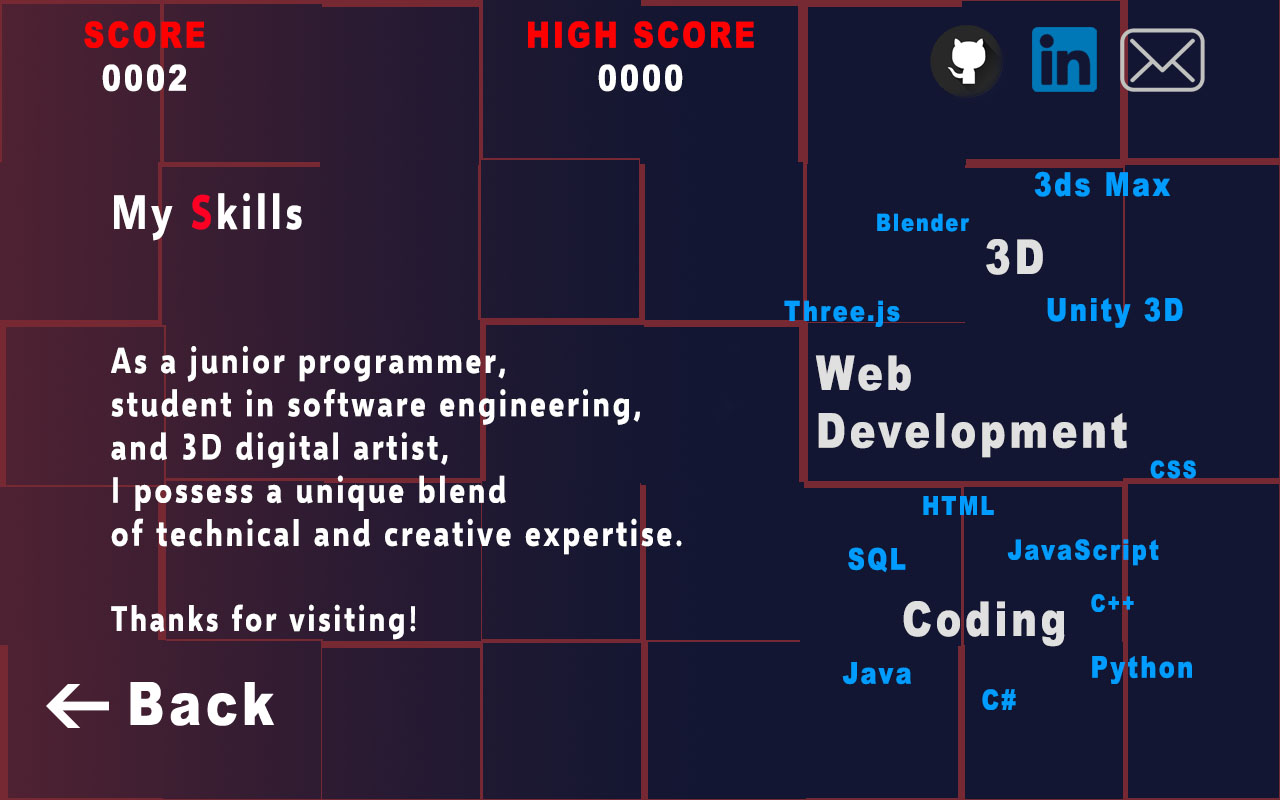 SCORE
0002
HIGH SCORE
0000
in
My Skills
As a junior programmer,
student in software engineering,
and 3D digital artist,
I possess a unique blend
of technical and creative expertise.
Thanks for visiting!
Back
3ds Max
Blender
3D
Three.js
Unity 3D
Web
Development
CSS
HTML
JavaScript
SQL
C++
Coding
Python
Java
C#